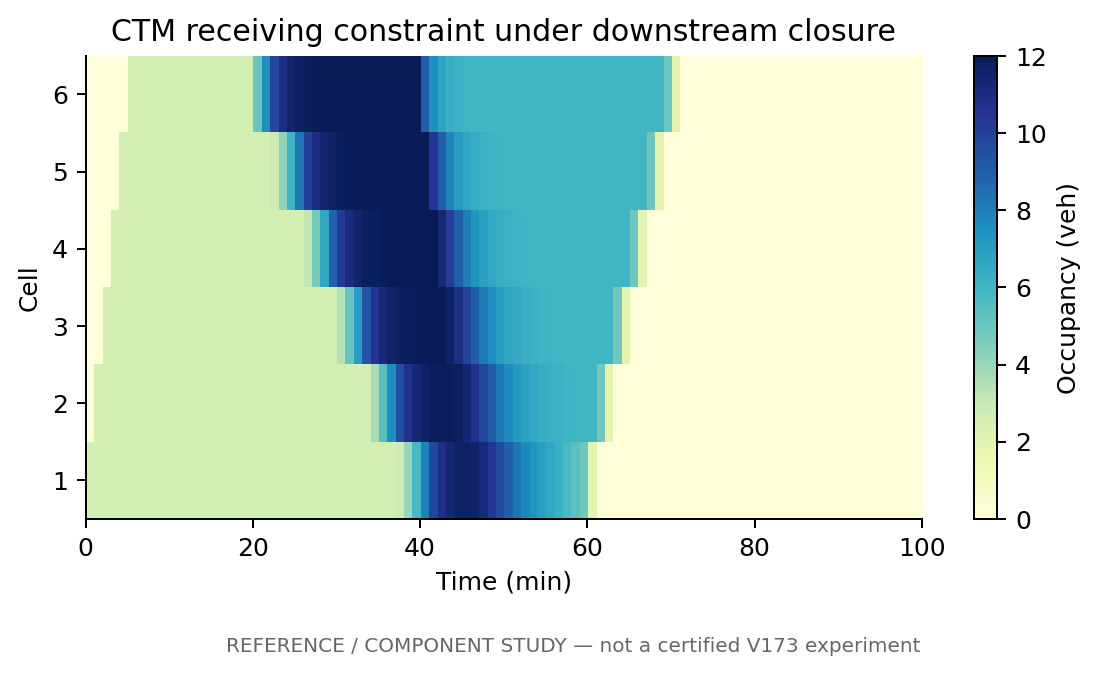 CTM receiving constraint under downstream closure
6
5
4
3
2
1
Cell
0 20 40 60 80 100
Time (min)
12
10
8
6
4
2
0
Occupancy (veh)
REFERENCE / COMPONENT STUDY — not a certified V173 experiment